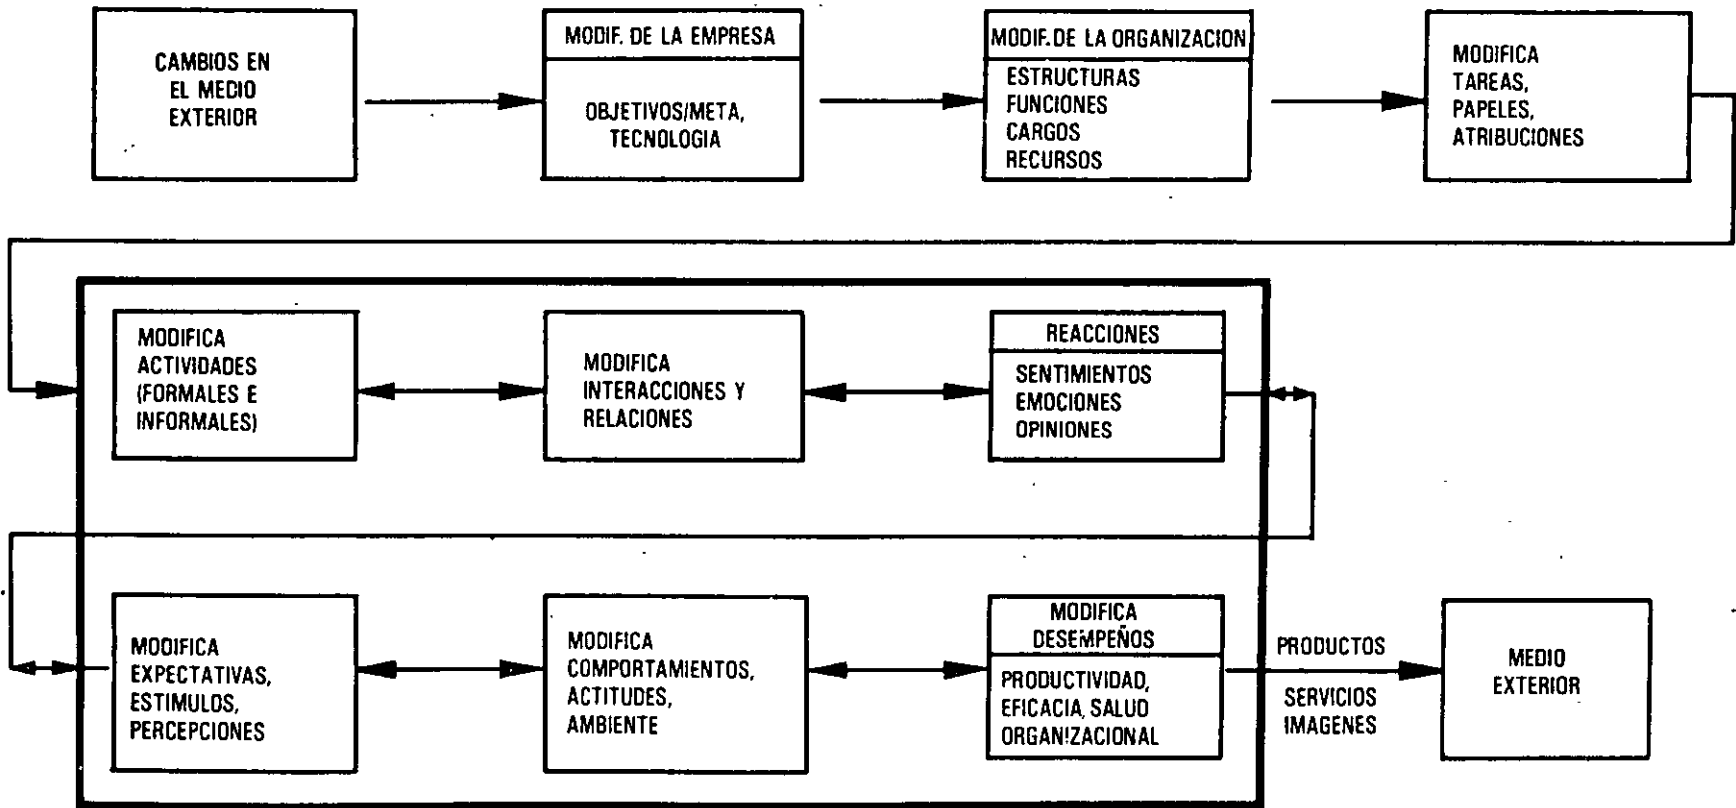 CAMBIOS EN
EL MEDIO
EXTERIOR
MODIF. DE LA EMPRESA
OBJETIVOS/META,
TECNOLOGIA
MODIF. DE LA ORGANIZACION
ESTRUCTURAS
FUNCIONES
CARGOS
RECURSOS
MODIFICA
TAREAS,
PAPELES,
ATRIBUCIONES
MODIFICA
ACTIVIDADES
(FORMALES E
INFORMALES)
MODIFICA
INTERACCIONES Y
RELACIONES
REACCIONES
SENTIMIENTOS
EMOCIONES
OPINIONES
MODIFICA
EXPECTATIVAS,
ESTIMULOS,
PERCEPCIONES
MODIFICA
COMPORTAMIENTOS,
ACTITUDES,
AMBIENTE
MODIFICA
DESEMPEÑOS
PRODUCTIVIDAD,
EFICACIA, SALUD
ORGANIZACIONAL
PRODUCTOS
SERVICIOS
IMAGENES
MEDIO
EXTERIOR